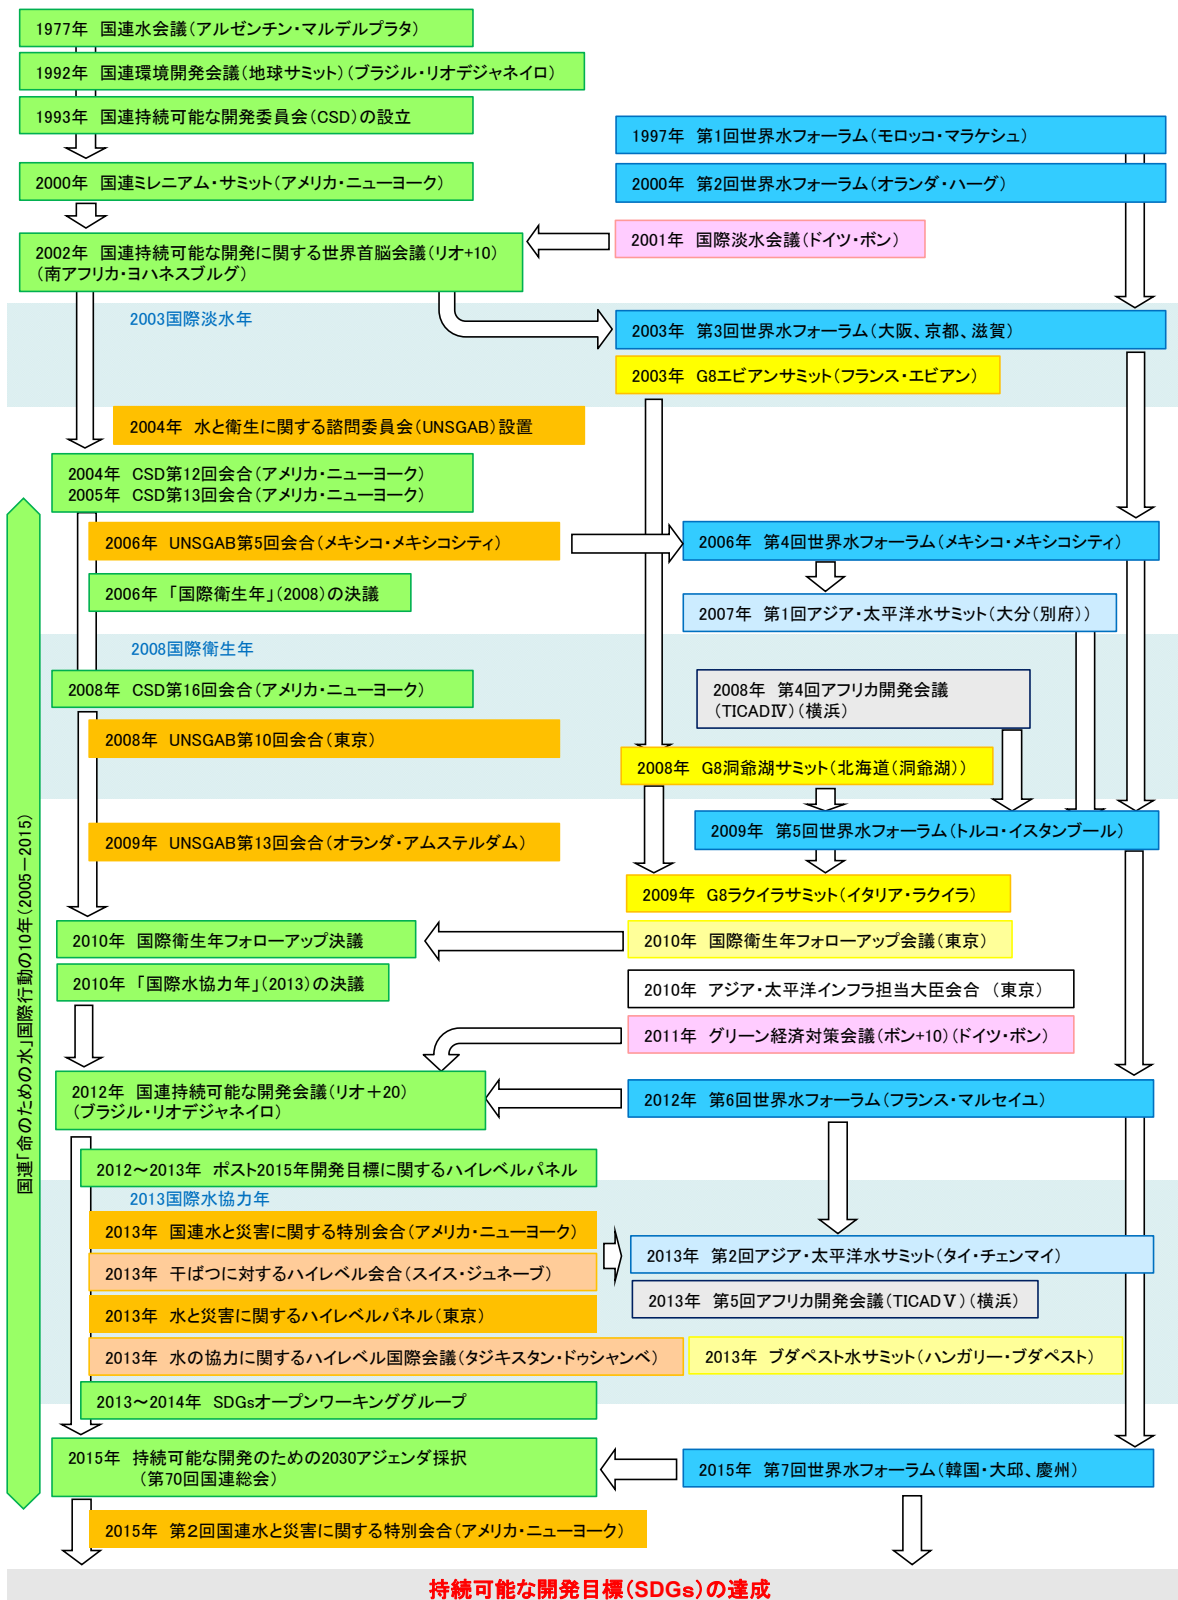 1977年 国連水会議(アルゼンチン・マルデルプラタ)
1992年 国連環境開発会議(地球サミット)(ブラジル・リオデジャネイロ)
1993年 国連持続可能な開発委員会(CSD)の設立
1997年 第1回世界水フォーラム(モロッコ・マラケシュ)
2000年 国連ミレニアム・サミット(アメリカ・ニューヨーク)
2000年 第2回世界水フォーラム(オランダ・ハーグ)
2001年 国際淡水会議(ドイツ・ボン)
2002年 国連持続可能な開発に関する世界首脳会議(リオ+10)
(南アフリカ・ヨハネスブルグ)
2003国際淡水年
2003年 第3回世界水フォーラム(大阪、京都、滋賀)
2003年 G8エビアンサミット(フランス・エビアン)
2004年 水と衛生に関する諮問委員会(UNSGAB)設置
2004年 CSD第12回会合(アメリカ・ニューヨーク)
2005年 CSD第13回会合(アメリカ・ニューヨーク)
国連「命のための水」国際行動の10年(2005－2015)
2006年 UNSGAB第5回会合(メキシコ・メキシコシティ)
2006年 第4回世界水フォーラム(メキシコ・メキシコシティ)
2006年 「国際衛生年」(2008)の決議
2007年 第1回アジア・太平洋水サミット(大分(別府))
2008国際衛生年
2008年 CSD第16回会合(アメリカ・ニューヨーク)
2008年 第4回アフリカ開発会議
(TICADⅣ)(横浜)
2008年 UNSGAB第10回会合(東京)
2008年 G8洞爺湖サミット(北海道(洞爺湖))
2009年 UNSGAB第13回会合(オランダ・アムステルダム)
2009年 第5回世界水フォーラム(トルコ・イスタンブール)
2009年 G8ラクイラサミット(イタリア・ラクイラ)
2010年 国際衛生年フォローアップ決議
2010年 国際衛生年フォローアップ会議(東京)
2010年 「国際水協力年」(2013)の決議
2010年 アジア・太平洋インフラ担当大臣会合 (東京)
2011年 グリーン経済対策会議(ボン+10)(ドイツ・ボン)
2012年 国連持続可能な開発会議(リオ＋20)
(ブラジル・リオデジャネイロ)
2012年 第6回世界水フォーラム(フランス・マルセイユ)
2012～2013年 ポスト2015年開発目標に関するハイレベルパネル
2013国際水協力年
2013年 国連水と災害に関する特別会合(アメリカ・ニューヨーク)
2013年 第2回アジア・太平洋水サミット(タイ・チェンマイ)
2013年 干ばつに対するハイレベル会合(スイス・ジュネーブ)
2013年 第5回アフリカ開発会議(TICADⅤ)(横浜)
2013年 水と災害に関するハイレベルパネル(東京)
2013年 水の協力に関するハイレベル国際会議(タジキスタン・ドゥシャンベ)
2013年 ブダペスト水サミット(ハンガリー・ブダペスト)
2013～2014年 SDGsオープンワーキンググループ
2015年 持続可能な開発のための2030アジェンダ採択
(第70回国連総会)
2015年 第7回世界水フォーラム(韓国・大邱、慶州)
2015年 第２回国連水と災害に関する特別会合(アメリカ・ニューヨーク)
持続可能な開発目標(SDGs)の達成